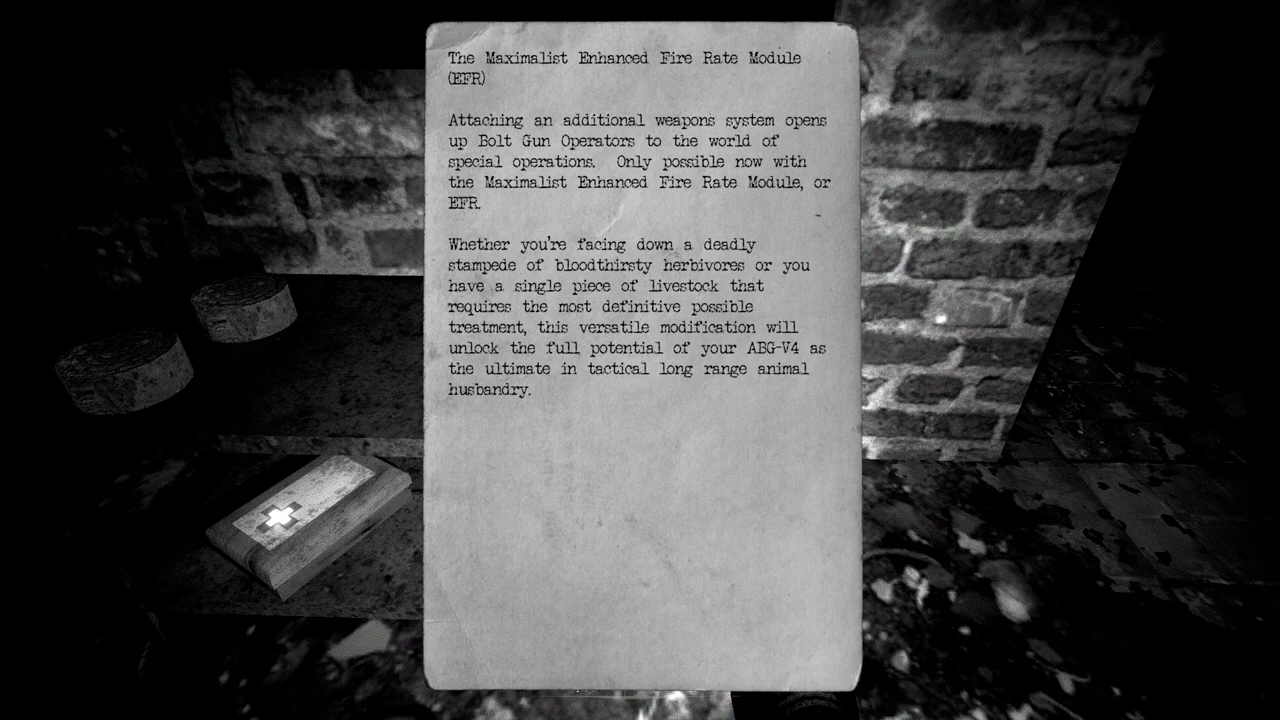 The Maximalist Enhanced Fire Rate Module
(EFR)
Attaching an additional weapons system opens
up Bolt Gun Operators to the world of
special operations.  Only possible now with
the Maximalist Enhanced Fire Rate Module, or
EFR.
Whether you're facing down a deadly
stampede of bloodthirsty herbivores or you
have a single piece of livestock that
requires the most definitive possible
treatment, this versatile modification will
unlock the full potential of your ABG-V4 as
the ultimate in tactical long range animal
husbandry.